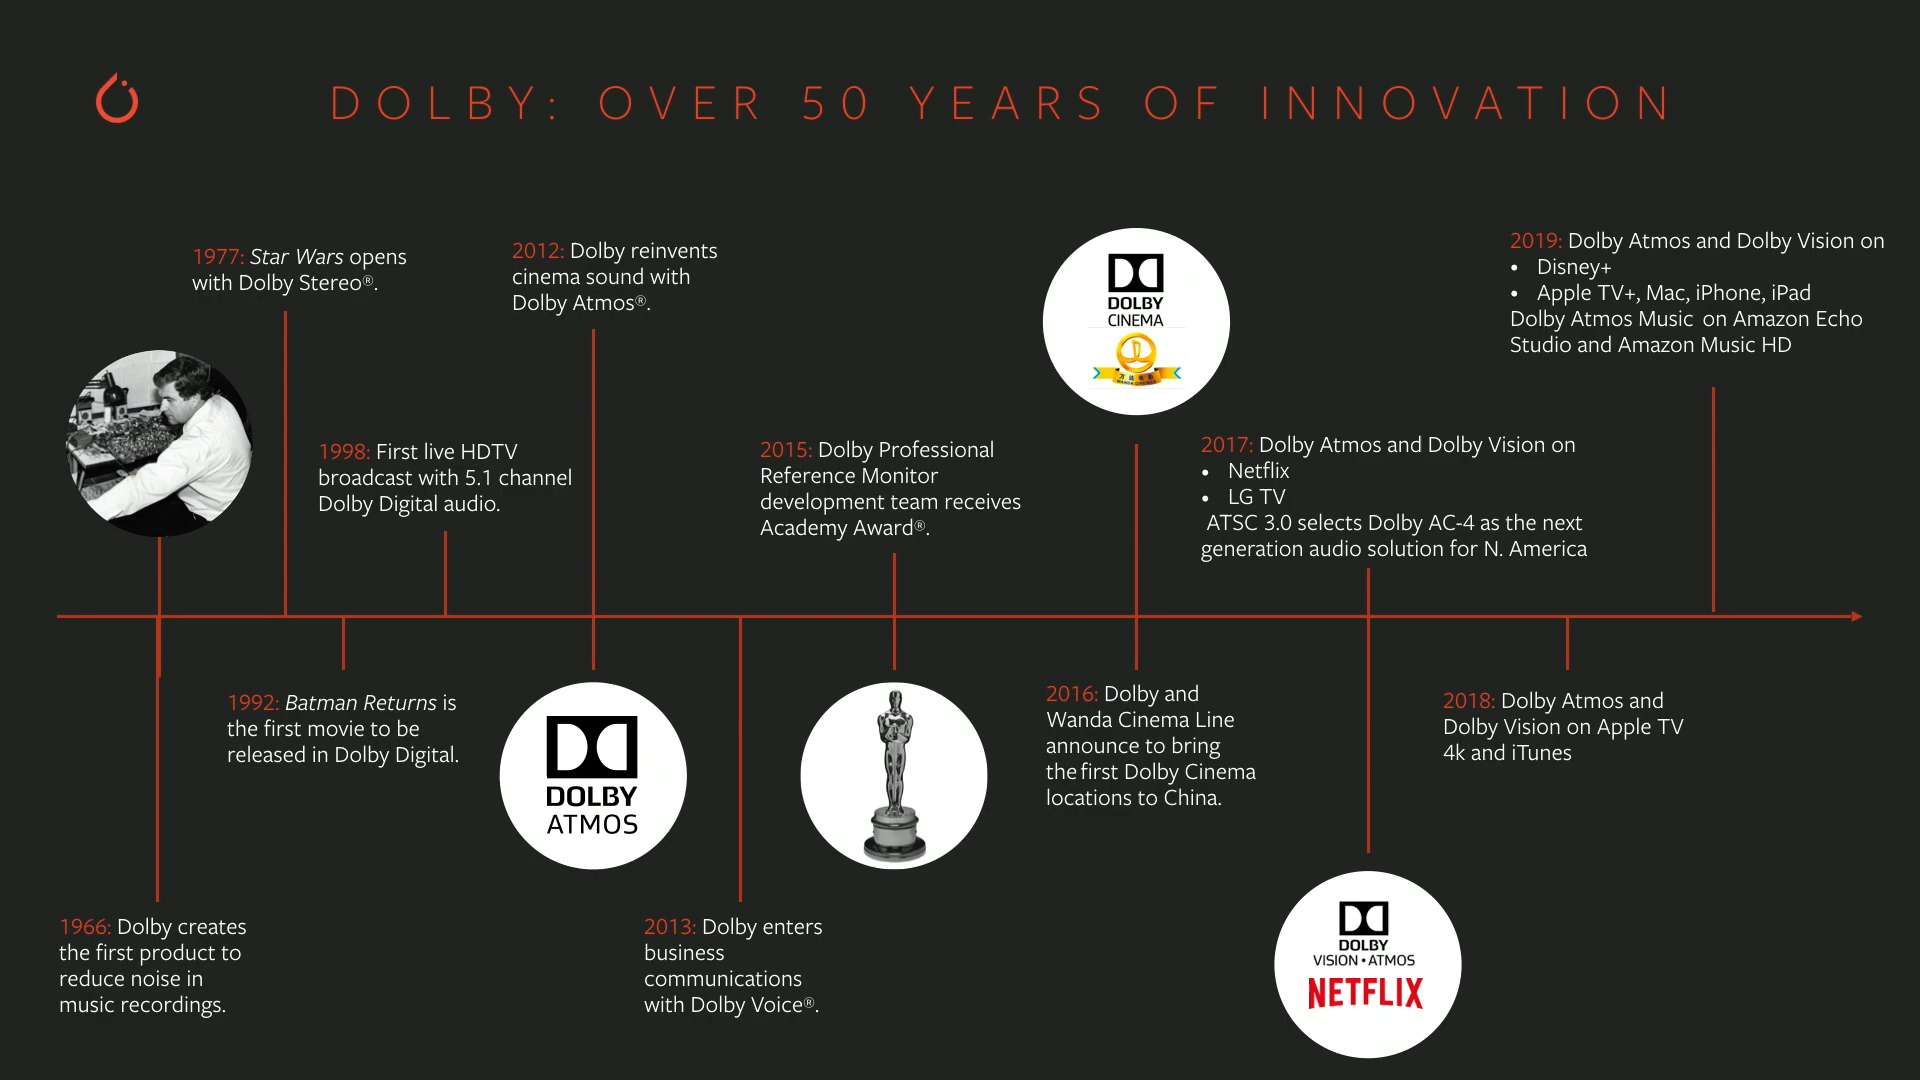 DOLBY: OVER 50 YEARS OF INNOVATION
1977: Star Wars opens
with Dolby Stereo®.
2012: Dolby reinvents
cinema sound with
Dolby Atmos®.
DOLBY
CINEMA
万达电影
WANDA CINEMAS
2019: Dolby Atmos and Dolby Vision on
• Disney+
• Apple TV+, Mac, iPhone, iPad
Dolby Atmos Music on Amazon Echo
Studio and Amazon Music HD
1998: First live HDTV
broadcast with 5.1 channel
Dolby Digital audio.
2015: Dolby Professional
Reference Monitor
development team receives
Academy Award®.
2017: Dolby Atmos and Dolby Vision on
• Netflix
• LG TV
ATSC 3.0 selects Dolby AC-4 as the next
generation audio solution for N. America
1992: Batman Returns is
the first movie to be
released in Dolby Digital.
DOLBY
ATMOS
2016: Dolby and
Wanda Cinema Line
announce to bring
the first Dolby Cinema
locations to China.
2018: Dolby Atmos and
Dolby Vision on Apple TV
4k and iTunes
1966: Dolby creates
the first product to
reduce noise in
music recordings.
2013: Dolby enters
business
communications
with Dolby Voice®.
DOLBY
VISION • ATMOS
NETFLIX